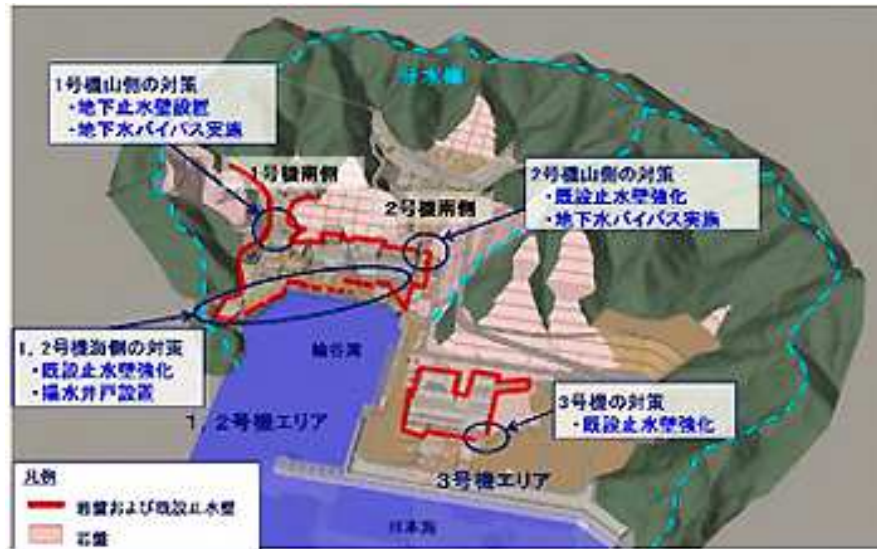 1号機山側の対策
・地下止水壁設置
・地下水バイパス実施
分水嶺
1号機南側
2号機南側
2号機山側の対策
・既設止水壁強化
・地下水バイパス実施
1，2号機海側の対策
・既設止水壁強化
・揚水井戸設置
輪谷湾
1，2号機エリア
3号機の対策
・既設止水壁強化
3号機エリア
日本海
凡例
岩盤および既設止水壁
岩盤